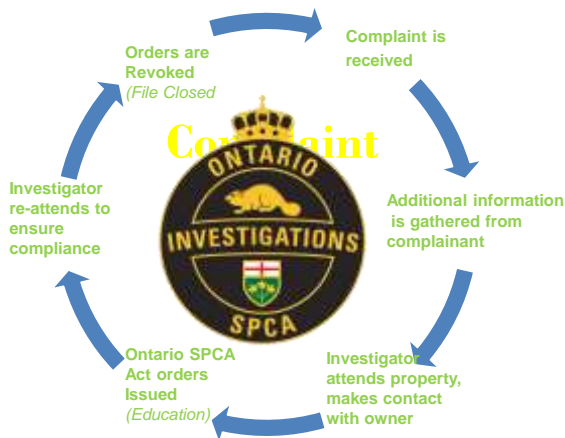 Complaint is
received
Additional information
is gathered from
complainant
Investigator
attends property,
makes contact
with owner
Ontario SPCA
Act orders
Issued
(Education)
Investigator
re-attends to
ensure
compliance
Orders are
Revoked
(File Closed
ONTARIO
INVESTIGATIONS
SPCA